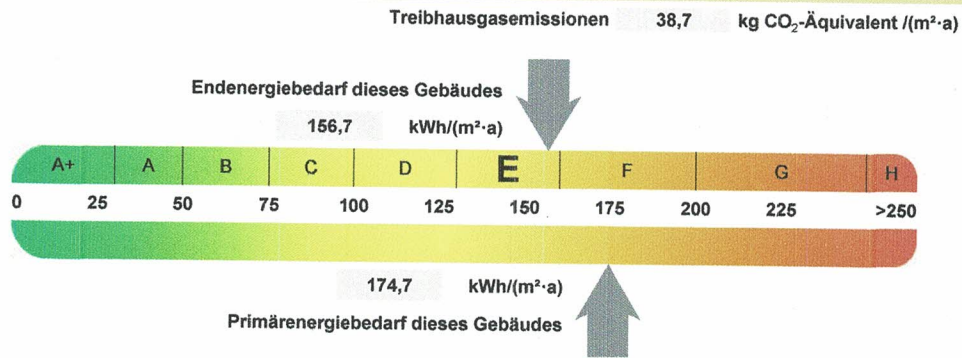 Treibhausgasemissionen 38,7 kg CO₂-Äquivalent /(m²·a)
Endenergiebedarf dieses Gebäudes
156,7 kWh/(m²·a)
A+ A B C D E F G H
0 25 50 75 100 125 150 175 200 225 >250
174,7 kWh/(m²·a)
Primärenergiebedarf dieses Gebäudes